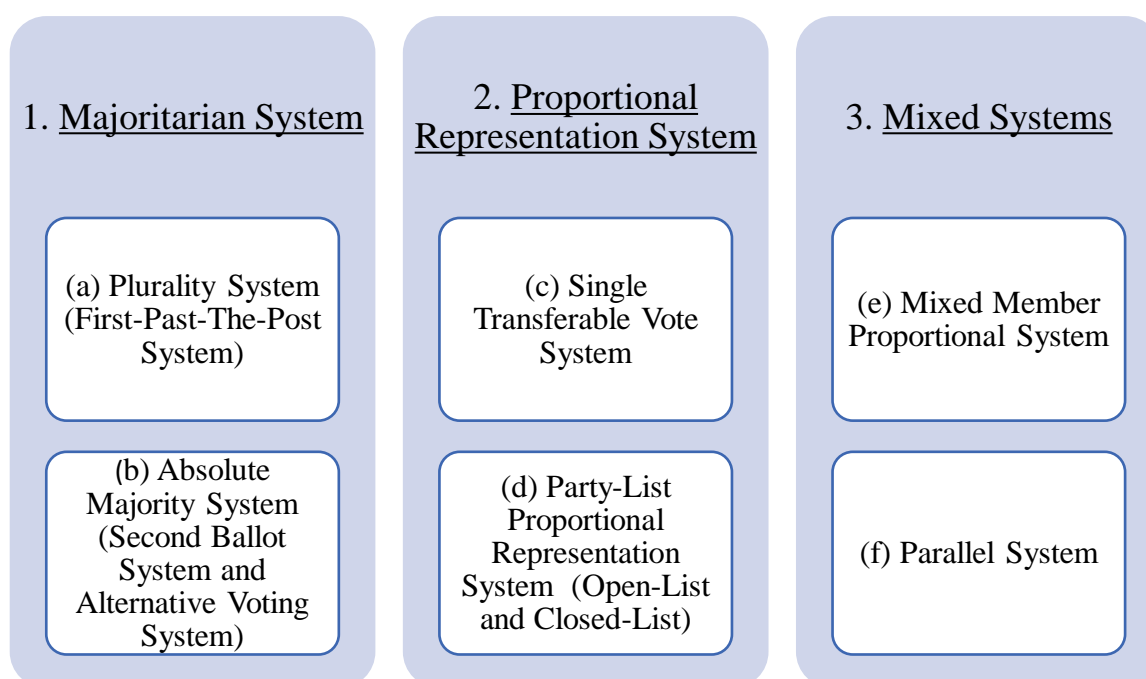 1. Majoritarian System
(a) Plurality System
(First-Past-The-Post
System)
(b) Absolute
Majority System
(Second Ballot
System and
Alternative Voting
System)
2. Proportional
Representation System
(c) Single
Transferable Vote
System
(d) Party-List
Proportional
Representation
System (Open-List
and Closed-List)
3. Mixed Systems
(e) Mixed Member
Proportional System
(f) Parallel System